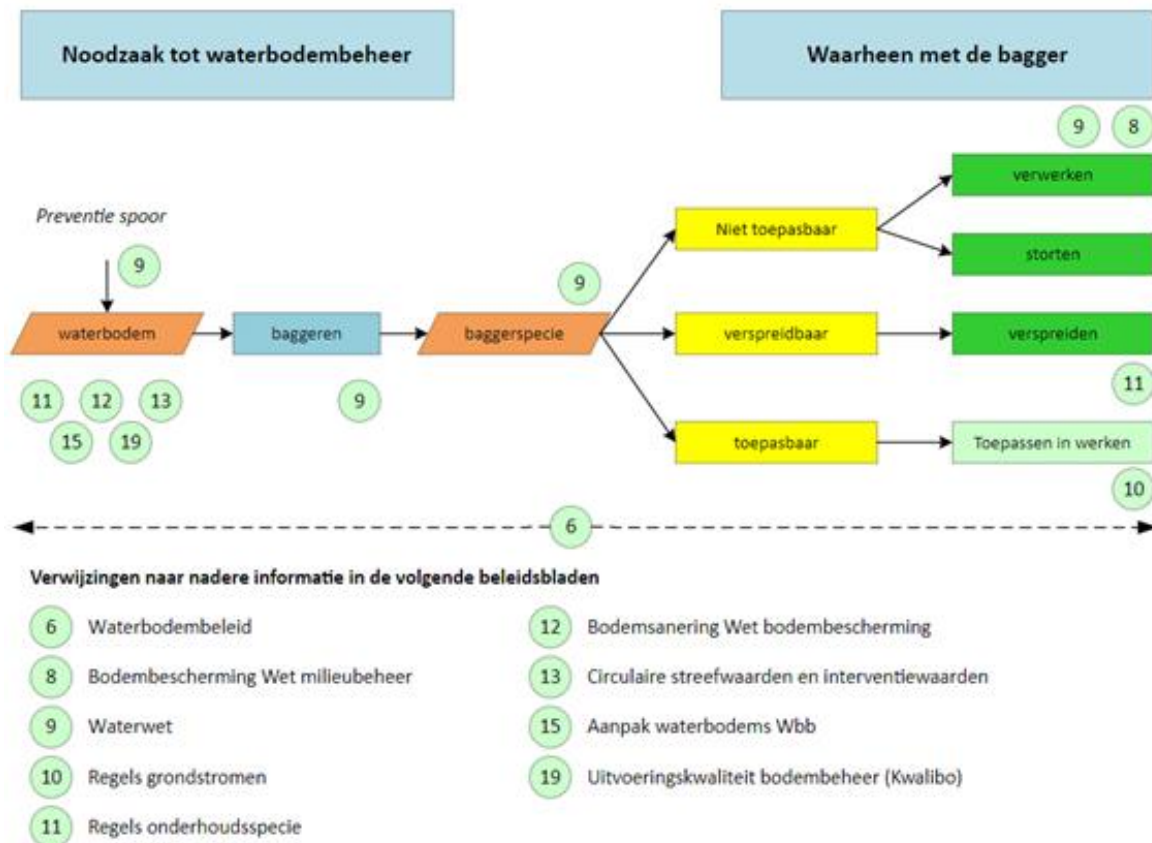 Noodzaak tot waterbodembeheer
Waarheen met de bagger
9 8
verwerken
Preventie spoor
9
Niet toepasbaar
storten
9
waterbodem
baggeren
baggerspecie
verspreidbaar
verspreiden
11 12 13
9
11
15 19
toepasbaar
Toepassen in werken
10
6
Verwijzingen naar nadere informatie in de volgende beleidsbladen
6 Waterbodembeleid
8 Bodembescherming Wet milieubeheer
9 Waterwet
10 Regels grondstromen
11 Regels onderhoudsspecie
12 Bodemsanering Wet bodembescherming
13 Circulaire streefwaarden en interventiewaarden
15 Aanpak waterbodems Wbb
19 Uitvoeringskwaliteit bodembeheer (Kwalibo)